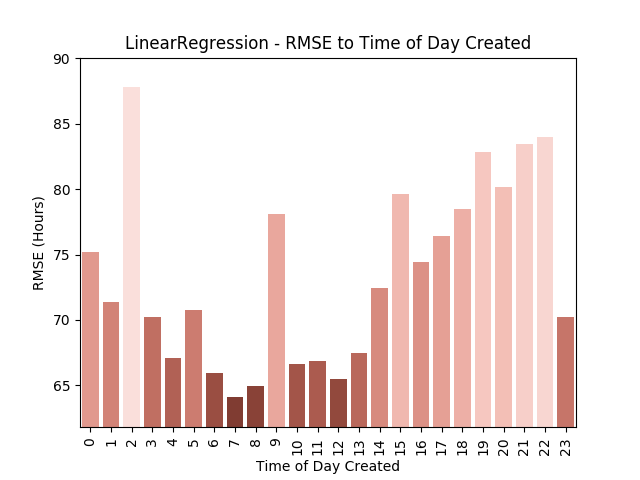 LinearRegression - RMSE to Time of Day Created
90
85
80
75
70
65
RMSE (Hours)
0 1 2 3 4 5 6 7 8 9 10 11 12 13 14 15 16 17 18 19 20 21 22 23
Time of Day Created